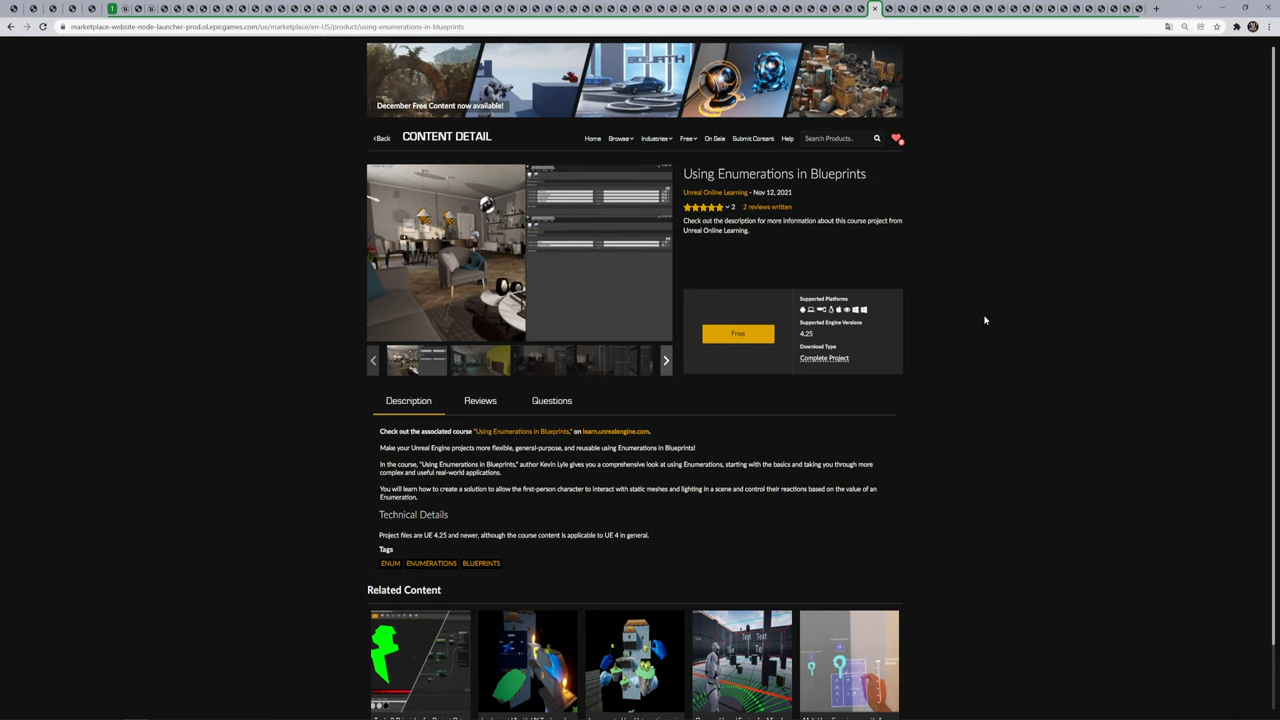 1
marketplace-website-node-launcher-prod.ol.epicgames.com/ue/marketplace/en-US/product/using-enumerations-in-blueprints
GOLIATH
December Free Content now available!
<Back
CONTENT DETAIL
Home
Browse
Industries
Free
On Sale
Submit Content
Help
Search Products..
Using Enumerations in Blueprints
Unreal Online Learning - Nov 12, 2021
2
2 reviews written
Check out the description for more information about this course project from
Unreal Online Learning.
Free
Supported Platforms
Supported Engine Versions
4.25
Download Type
Complete Project
Description
Reviews
Questions
Check out the associated course "Using Enumerations in Blueprints," on learn.unrealengine.com.
Make your Unreal Engine projects more flexible, general-purpose, and reusable using Enumerations in Blueprints!
In the course, "Using Enumerations in Blueprints," author Kevin Lyle gives you a comprehensive look at using Enumerations, starting with the basics and taking you through more
complex and useful real-world applications.
You will learn how to create a solution to allow the first-person character to interact with static meshes and lighting in a scene and control their reactions based on the value of an
Enumeration.
Technical Details
Project files are UE 4.25 and newer, although the course content is applicable to UE 4 in general.
Tags
ENUM
ENUMERATIONS
BLUEPRINTS
Related Content
Text
Text